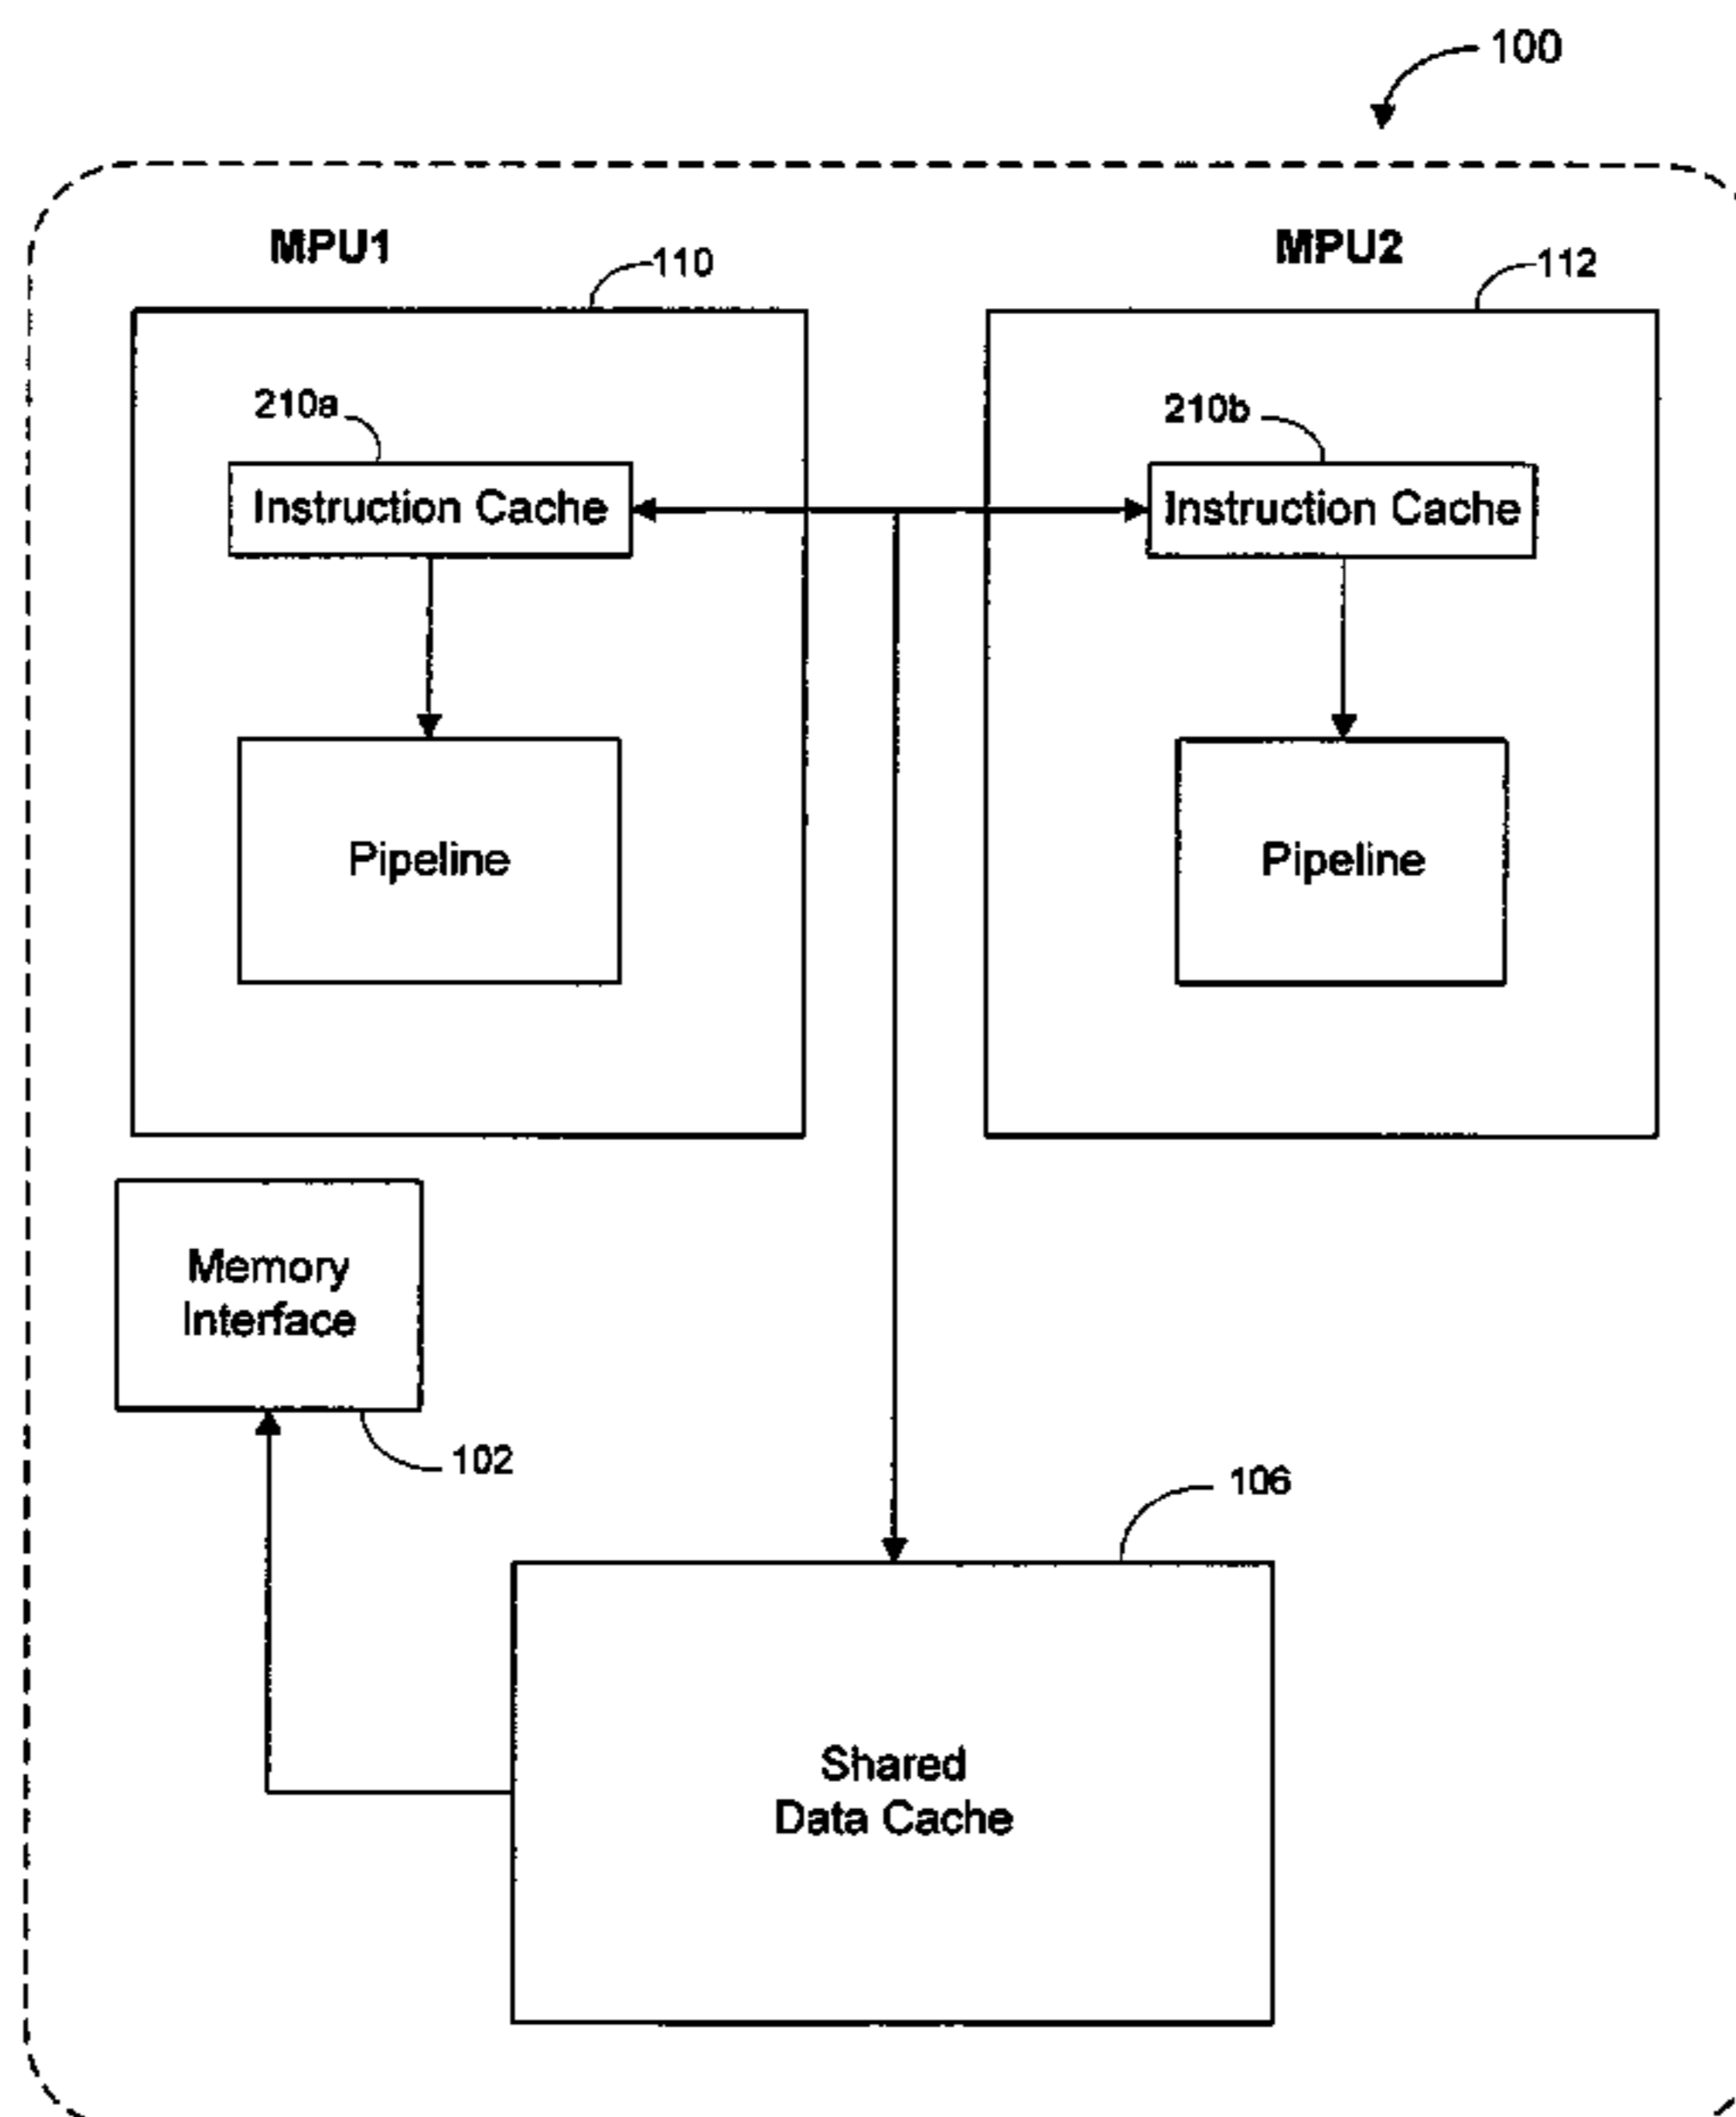 100
MPU1
110
MPU2
112
210a
210b
Instruction Cache
Instruction Cache
Pipeline
Pipeline
Memory
Interface
102
106
Shared
Data Cache